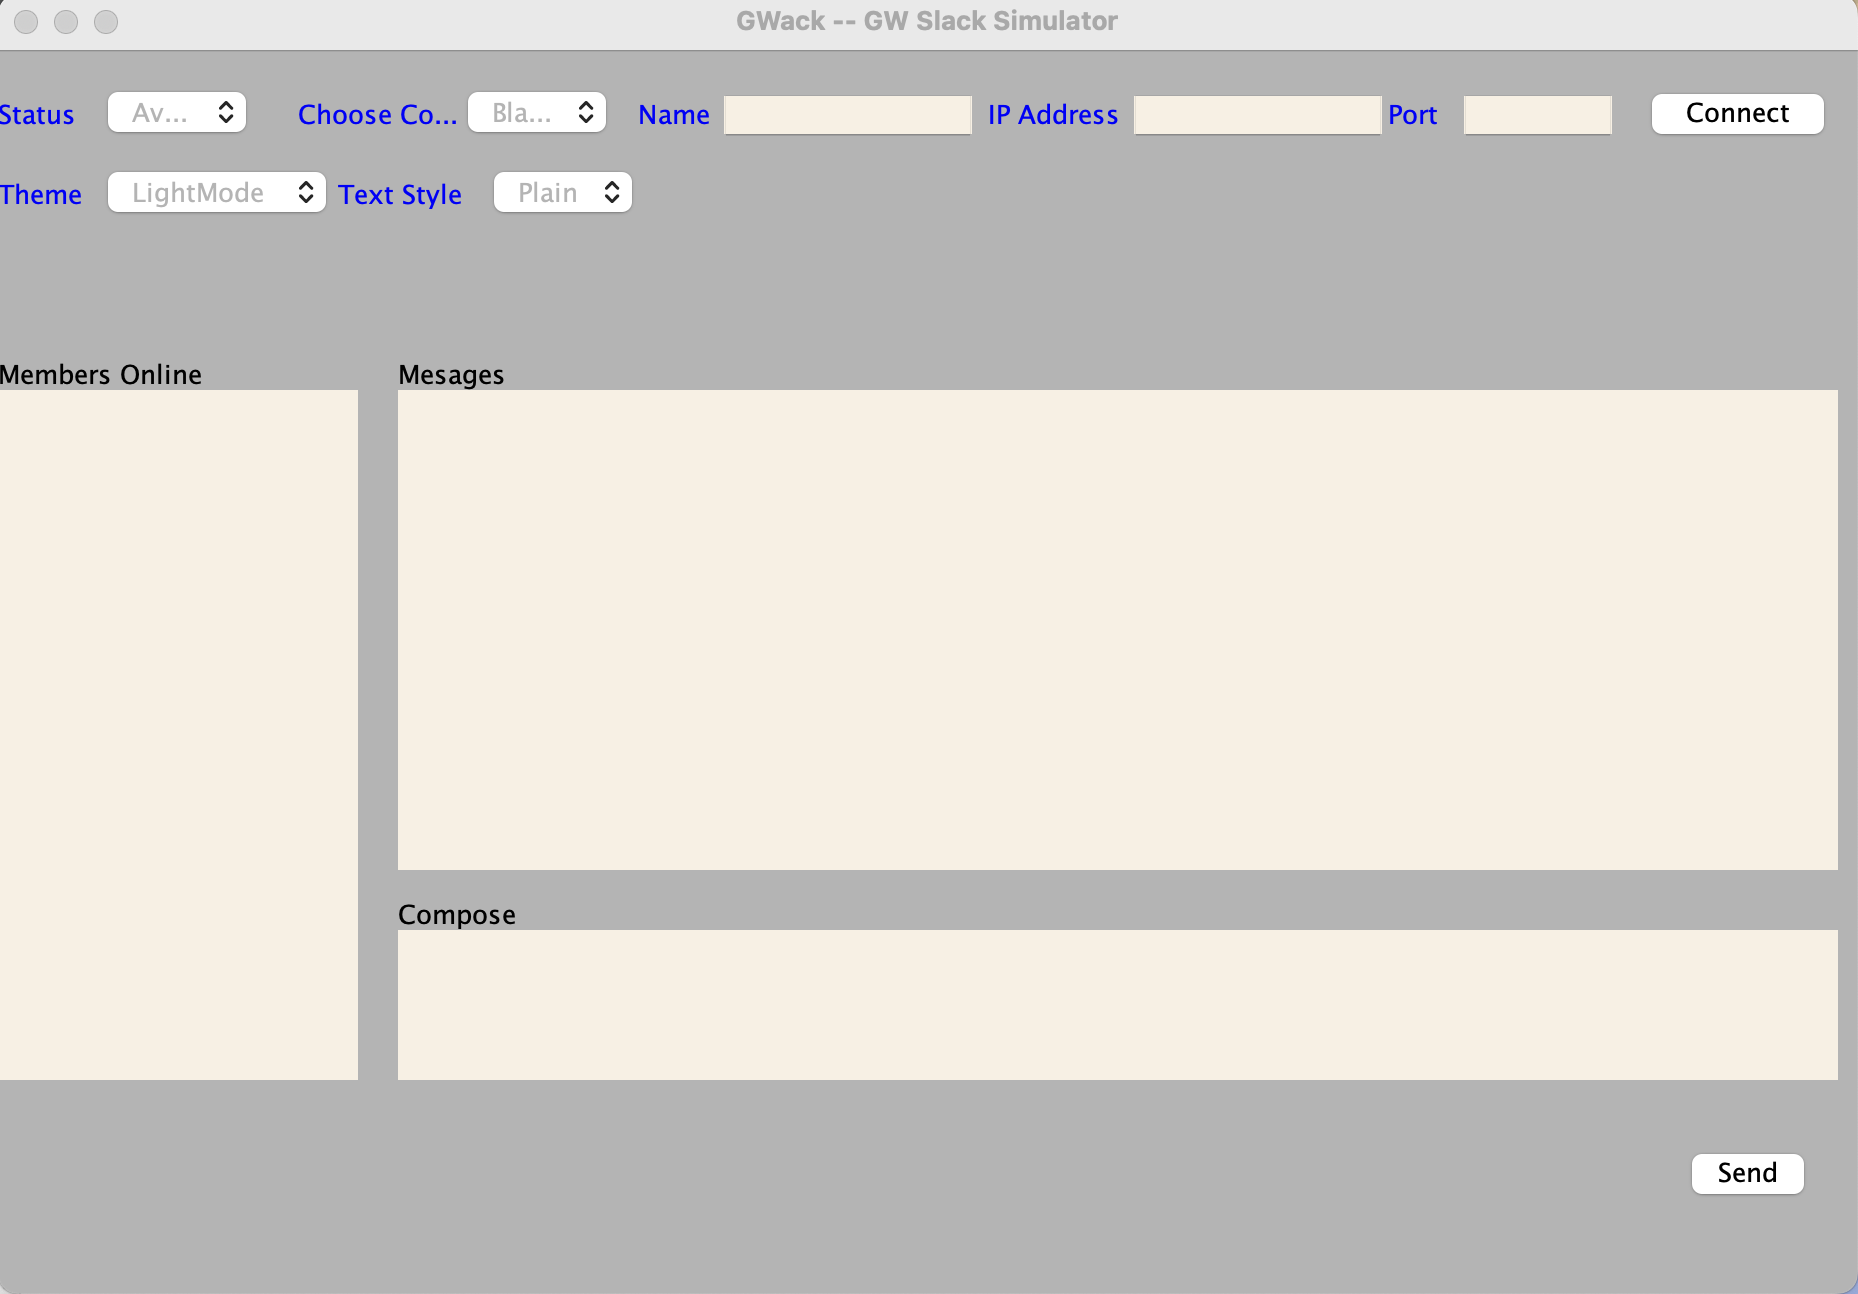 GWack -- GW Slack Simulator
Status Av... Choose Co... Bla... Name IP Address Port Connect
Theme LightMode Text Style Plain
Members Online Mesages
Compose
Send